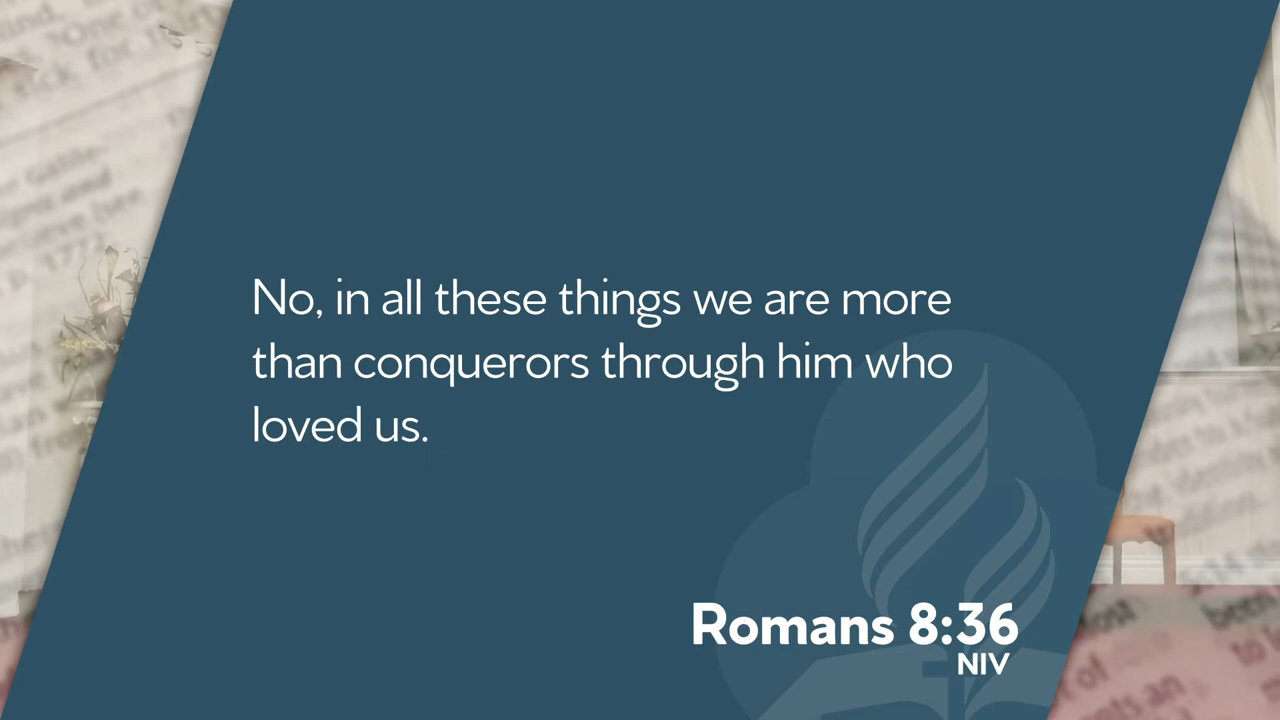 No, in all these things we are more
than conquerors through him who
loved us.
Romans 8:36
NIV